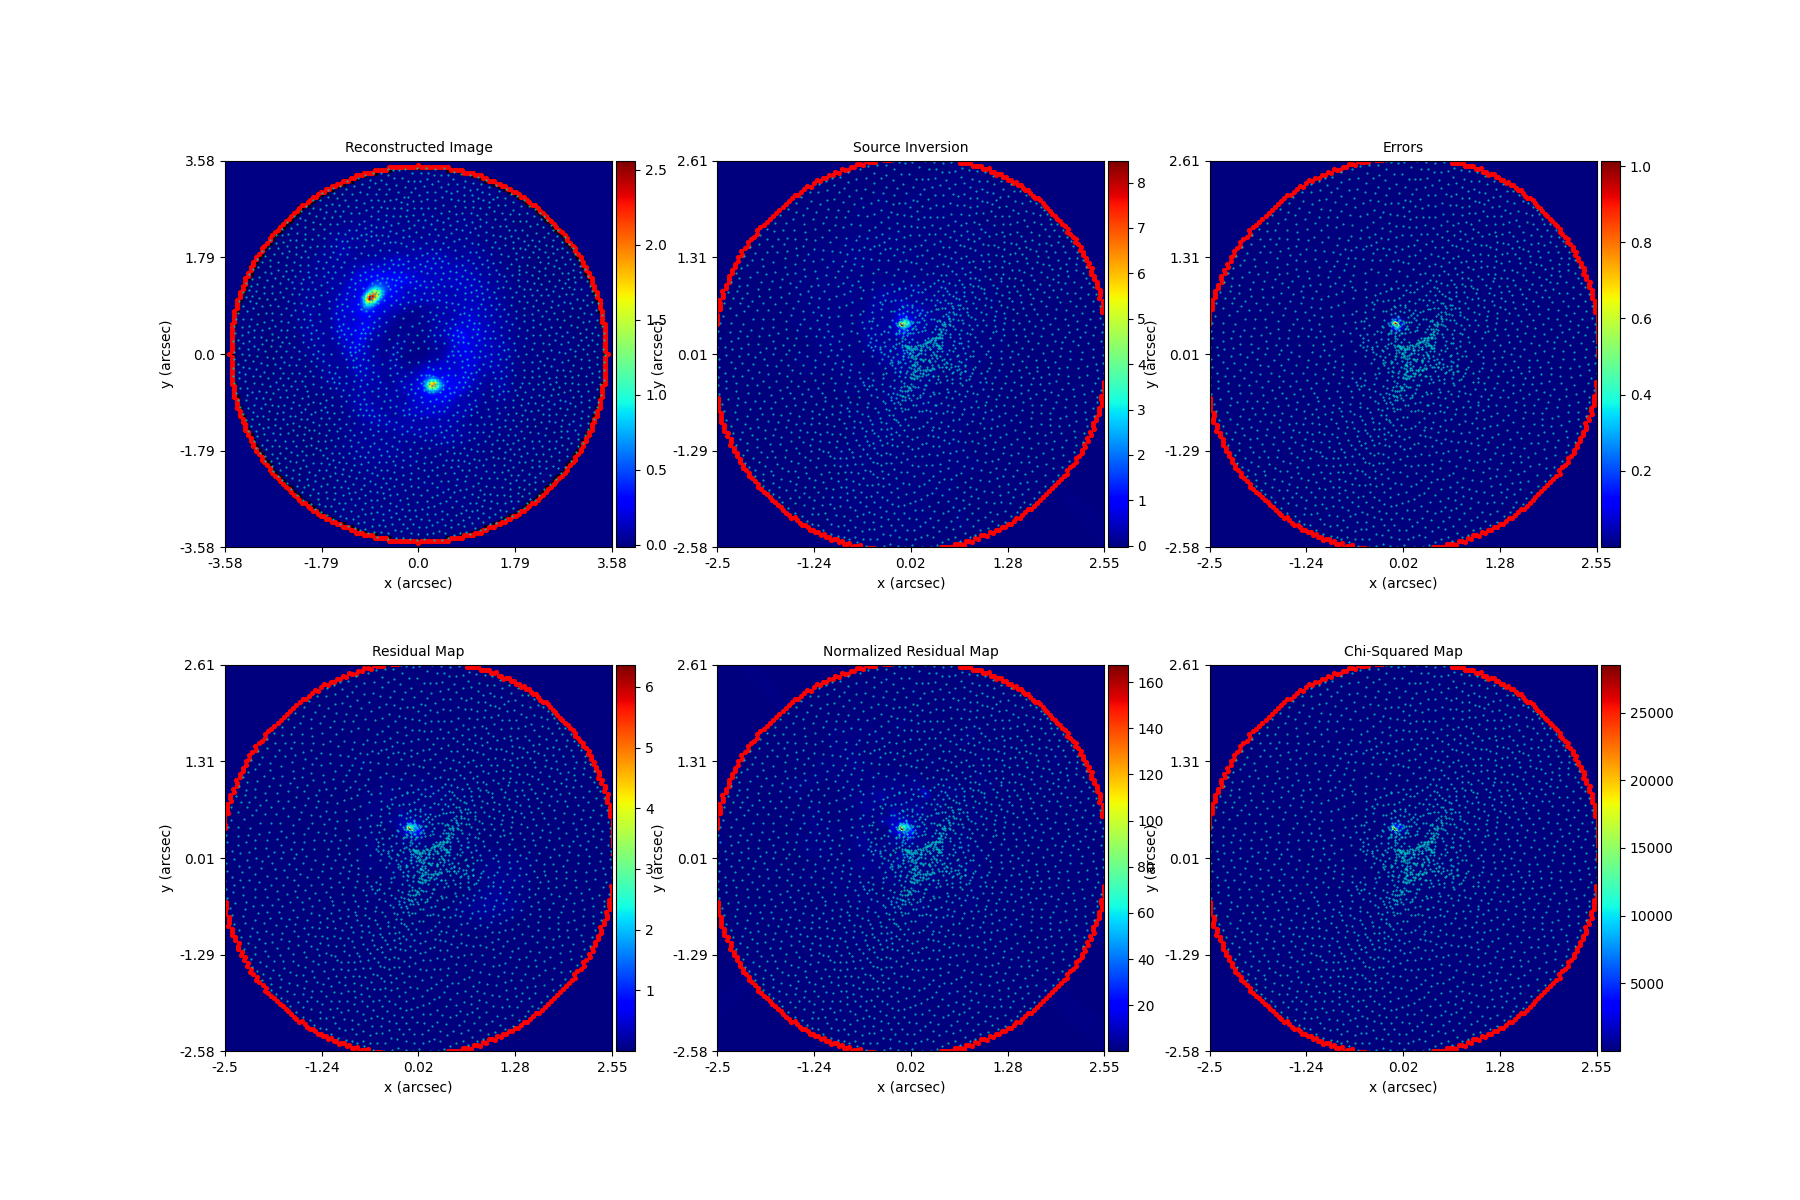 Reconstructed Image
3.58
1.79
0.0
-1.79
-3.58
y (arcsec)
-3.58 -1.79 0.0 1.79 3.58
x (arcsec)
2.5
2.0
1.5
1.0
0.5
0.0
Source Inversion
2.61
1.31
0.01
-1.29
-2.58
y (arcsec)
-2.5 -1.24 0.02 1.28 2.55
x (arcsec)
8
7
6
5
4
3
2
1
0
Errors
2.61
1.31
0.01
-1.29
-2.58
y (arcsec)
-2.5 -1.24 0.02 1.28 2.55
x (arcsec)
1.0
0.8
0.6
0.4
0.2
Residual Map
2.61
1.31
0.01
-1.29
-2.58
y (arcsec)
-2.5 -1.24 0.02 1.28 2.55
x (arcsec)
6
5
4
3
2
1
Normalized Residual Map
2.61
1.31
0.01
-1.29
-2.58
y (arcsec)
-2.5 -1.24 0.02 1.28 2.55
x (arcsec)
160
140
120
100
80
60
40
20
Chi-Squared Map
2.61
1.31
0.01
-1.29
-2.58
y (arcsec)
-2.5 -1.24 0.02 1.28 2.55
x (arcsec)
25000
20000
15000
10000
5000